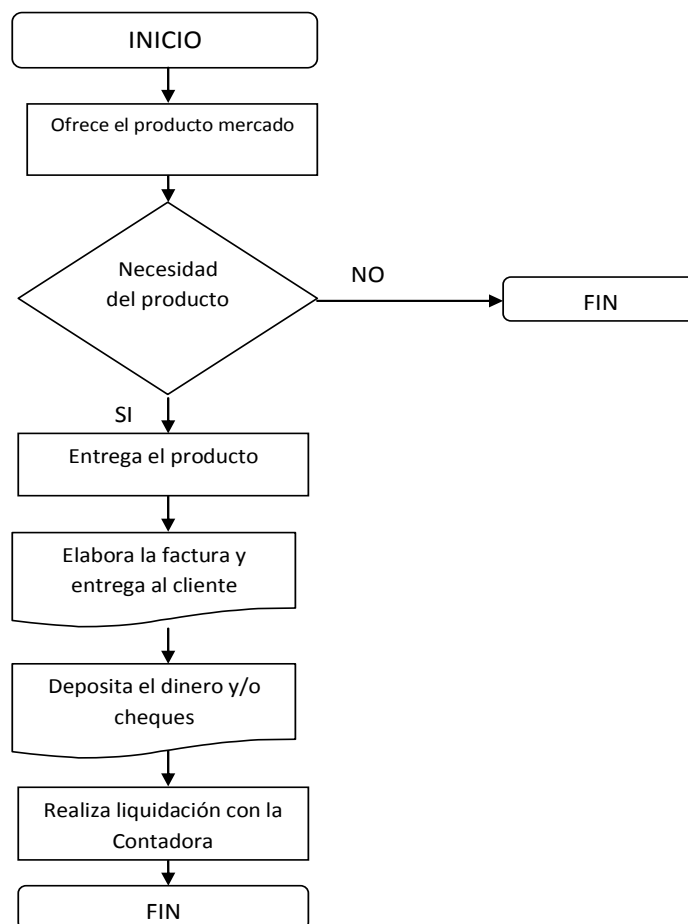 INICIO
Ofrece el producto mercado
Necesidad
del producto
NO
FIN
SI
Entrega el producto
Elabora la factura y
entrega al cliente
Deposita el dinero y/o
cheques
Realiza liquidación con la
Contadora
FIN